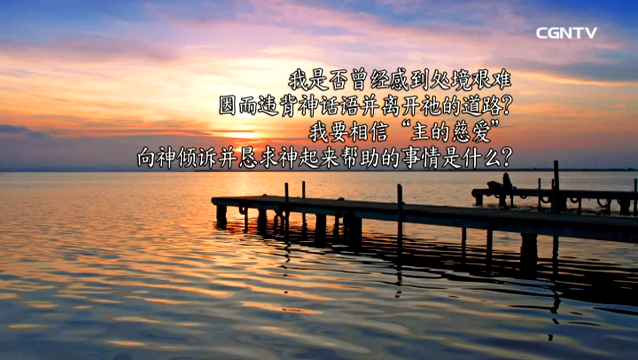 CGNTV
我是否曾经感到处境艰难
因而违背神话语并离开祂的道路?
我要相信“主的慈爱”
向神倾诉并恳求神起来帮助的事情是什么?